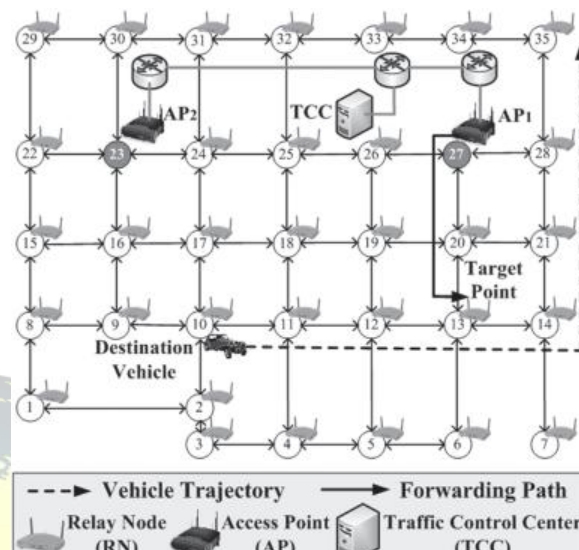 29 30 31 32 33 34 35
AP2 TCC AP1
22 23 24 25 26 27 28
15 16 17 18 19 20 21
Target
Point
8 9 10 11 12 13 14
Destination
Vehicle
1 2
3 4 5 6 7
Vehicle Trajectory Forwarding Path
Relay Node Access Point Traffic Control Center
(RN) (AP) (TCC)